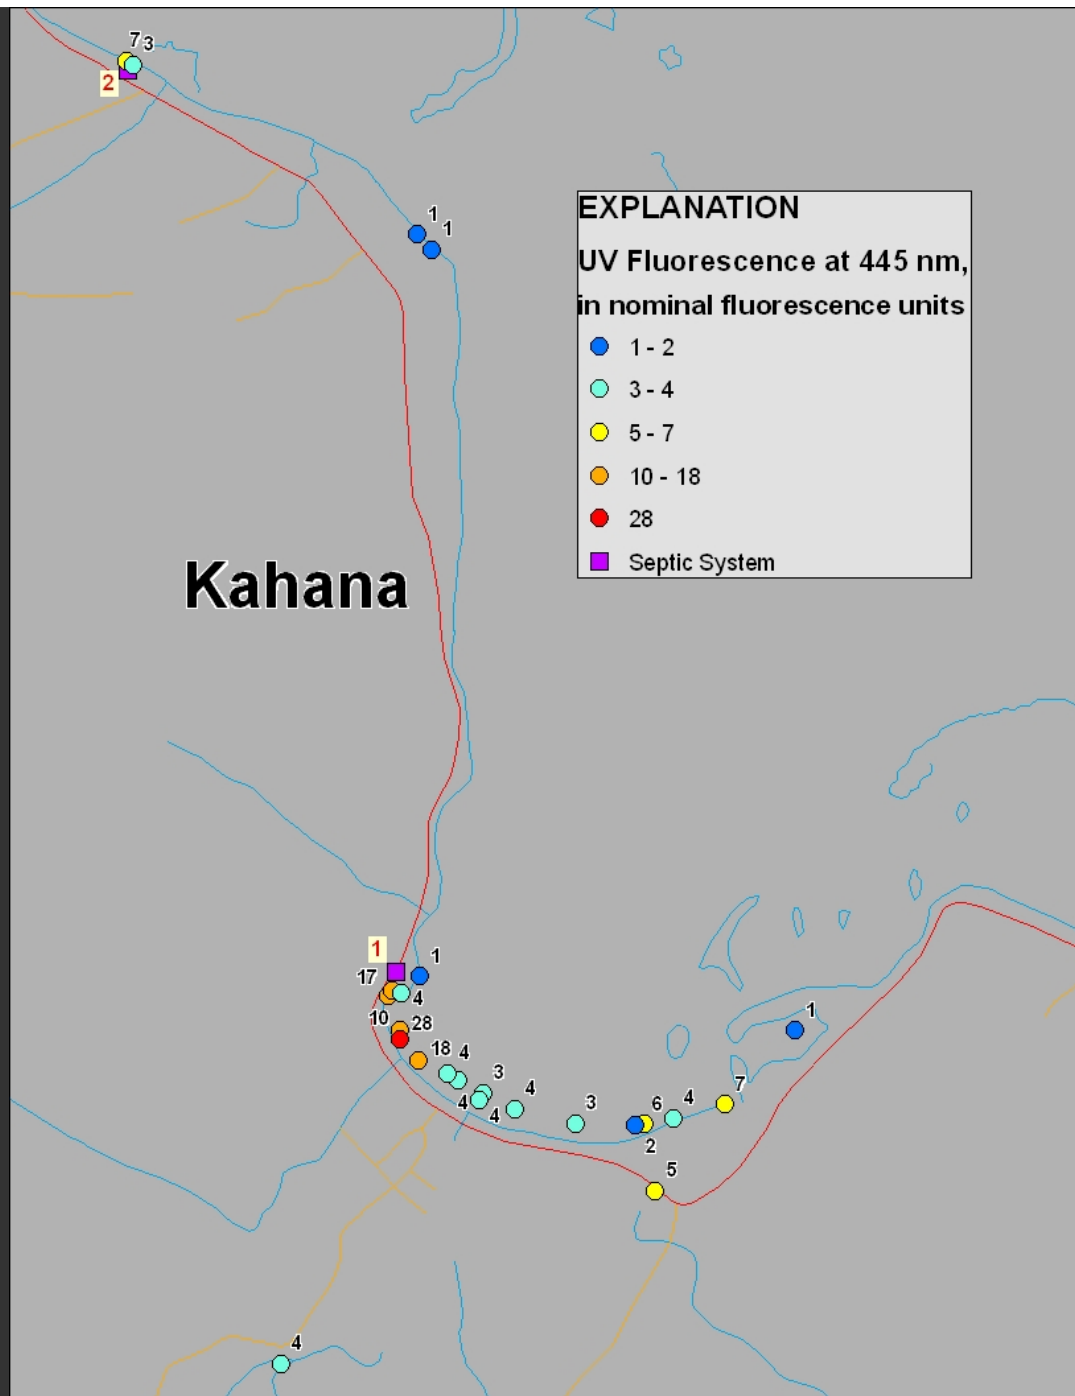 7 3
2
1
1
EXPLANATION
UV Fluorescence at 445 nm,
in nominal fluorescence units
1 - 2
3 - 4
5 - 7
10 - 18
28
Septic System
Kahana
1
1
17
4
10 28
18 4
3
4
4
4
3
6
4
7
1
2
5
4